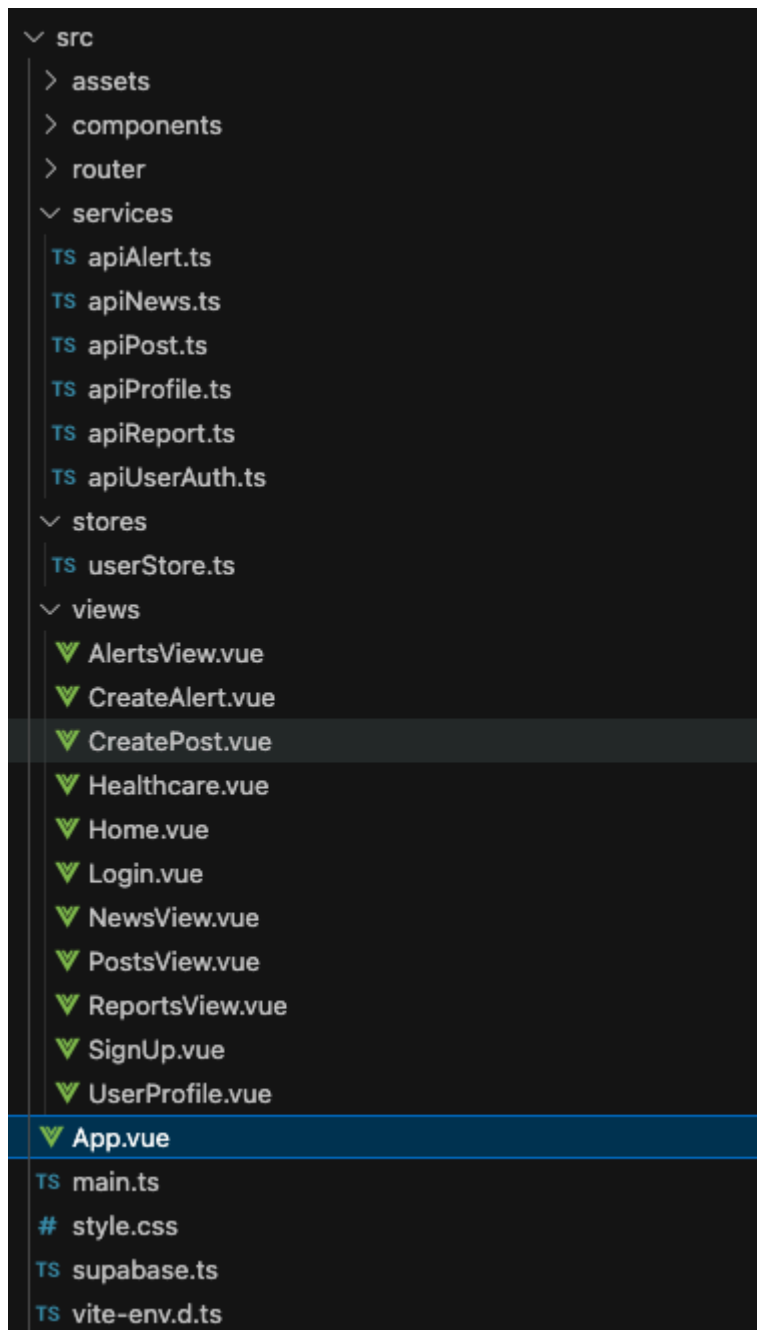 src
assets
components
router
services
TS apiAlert.ts
TS apiNews.ts
TS apiPost.ts
TS apiProfile.ts
TS apiReport.ts
TS apiUserAuth.ts
stores
TS userStore.ts
views
AlertsView.vue
CreateAlert.vue
CreatePost.vue
Healthcare.vue
Home.vue
Login.vue
NewsView.vue
PostsView.vue
ReportsView.vue
SignUp.vue
UserProfile.vue
App.vue
TS main.ts
# style.css
TS supabase.ts
TS vite-env.d.ts